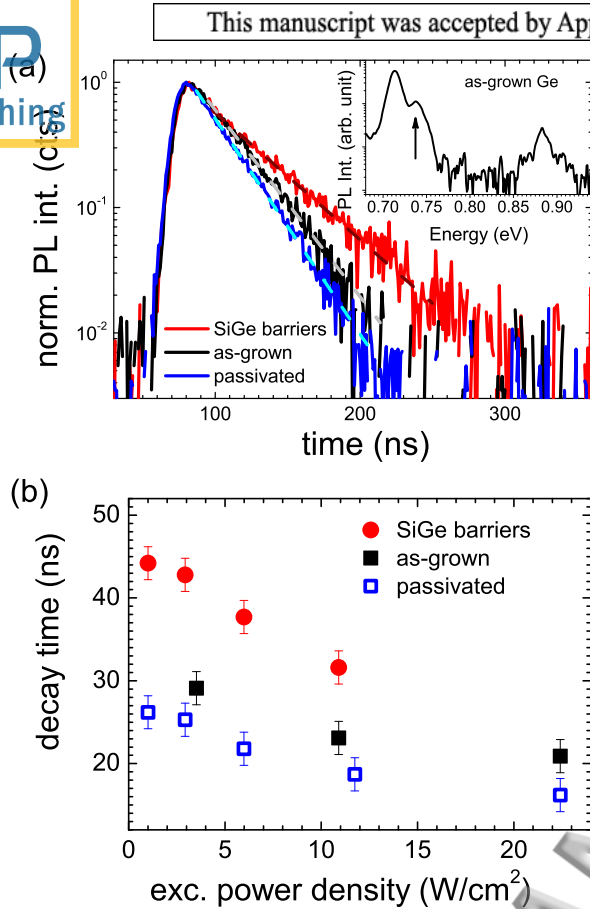 This manuscript was accepted by Ap
(a)
P
hing
norm. PL int. (cts.)
10⁰
10⁻¹
10⁻²
SiGe barriers
as-grown
passivated
100
200
300
time (ns)
as-grown Ge
PL Int. (arb. unit)
0.70
0.75
0.80
0.85
0.90
Energy (eV)
(b)
decay time (ns)
50
40
30
20
SiGe barriers
as-grown
passivated
0
5
10
15
20
exc. power density (W/cm²)